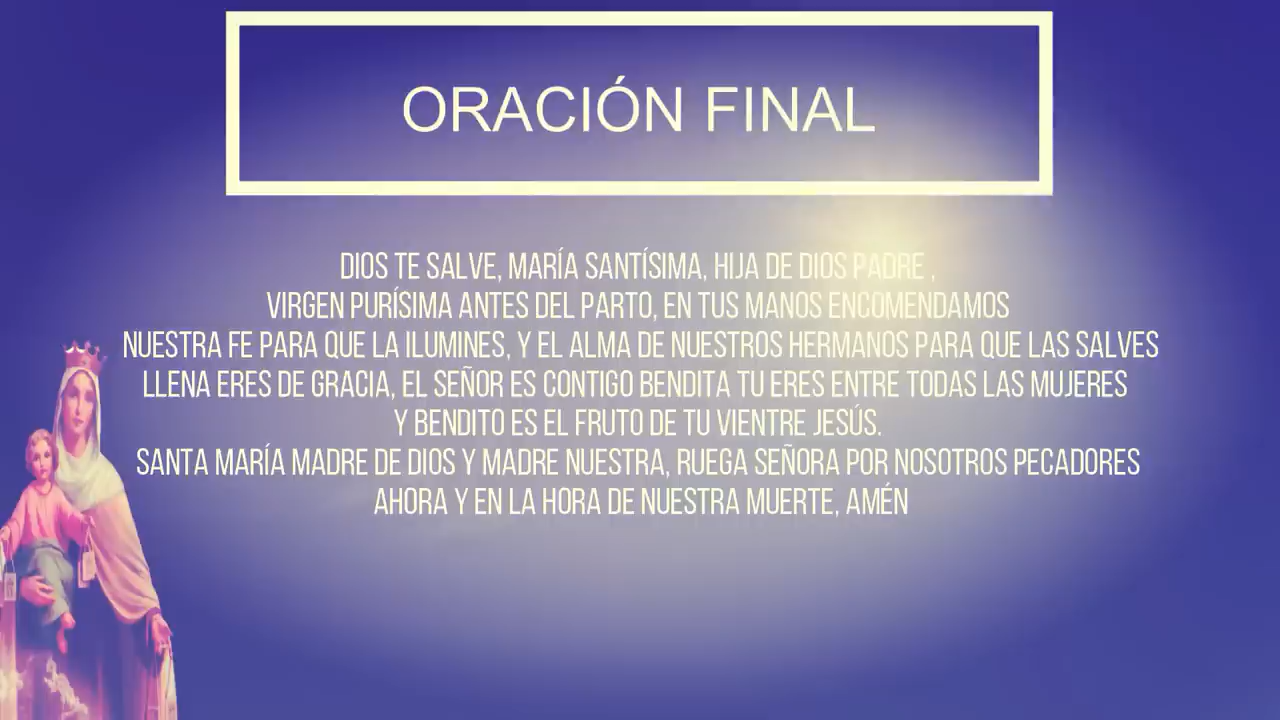 ORACIÓN FINAL
DIOS TE SALVE, MARÍA SANTÍSIMA, HIJA DE DIOS PADRE ,
VIRGEN PURÍSIMA ANTES DEL PARTO, EN TUS MANOS ENCOMENDAMOS
NUESTRA FE PARA QUE LA ILUMINES, Y EL ALMA DE NUESTROS HERMANOS PARA QUE LAS SALVES
LLENA ERES DE GRACIA, EL SEÑOR ES CONTIGO BENDITA TU ERES ENTRE TODAS LAS MUJERES
Y BENDITO ES EL FRUTO DE TU VIENTRE JESÚS.
SANTA MARÍA MADRE DE DIOS Y MADRE NUESTRA, RUEGA SEÑORA POR NOSOTROS PECADORES
AHORA Y EN LA HORA DE NUESTRA MUERTE, AMÉN